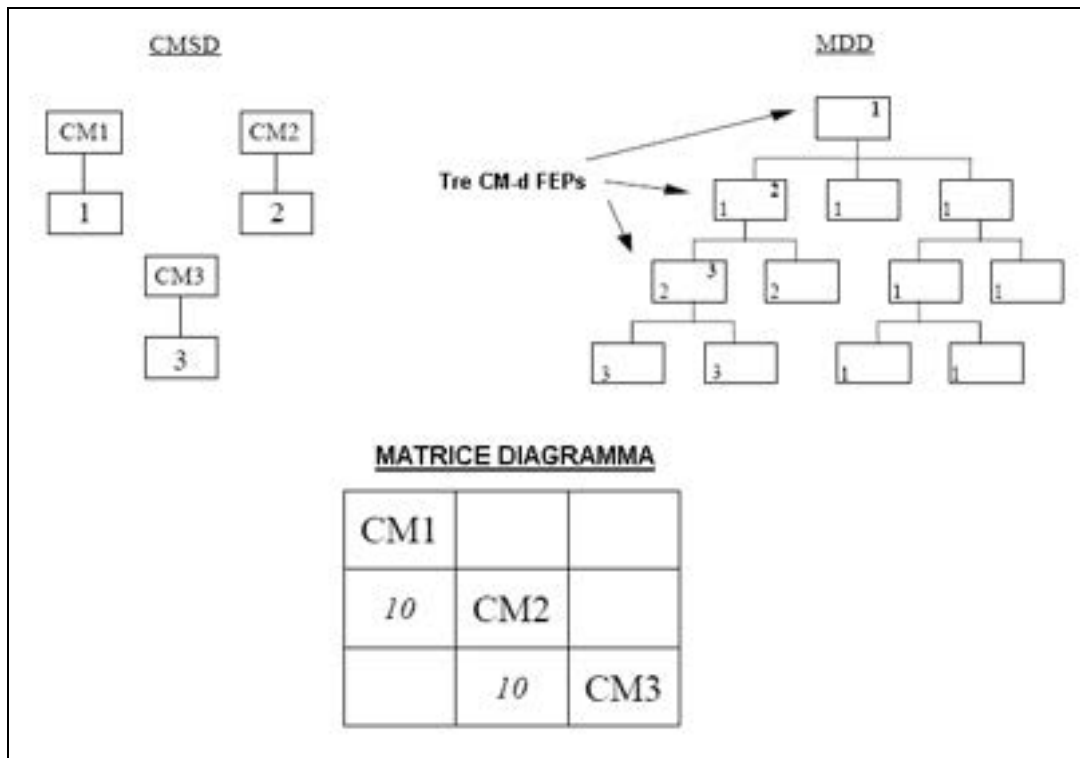 CMSD
MDD
CM1 CM2
1 2
CM3
3
1
Tre CM-d FEPs
2
1 1 1
3
2 2 1 1
3 3 1 1
MATRICE DIAGRAMMA
CM1
10 CM2
10 CM3